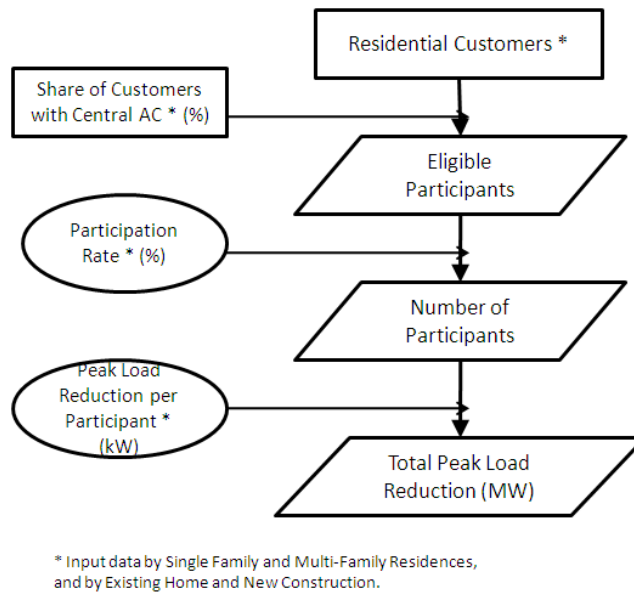 Residential Customers *
Share of Customers
with Central AC * (%)
Eligible
Participants
Participation
Rate * (%)
Number of
Participants
Peak Load
Reduction per
Participant *
(kW)
Total Peak Load
Reduction (MW)
* Input data by Single Family and Multi-Family Residences,
and by Existing Home and New Construction.